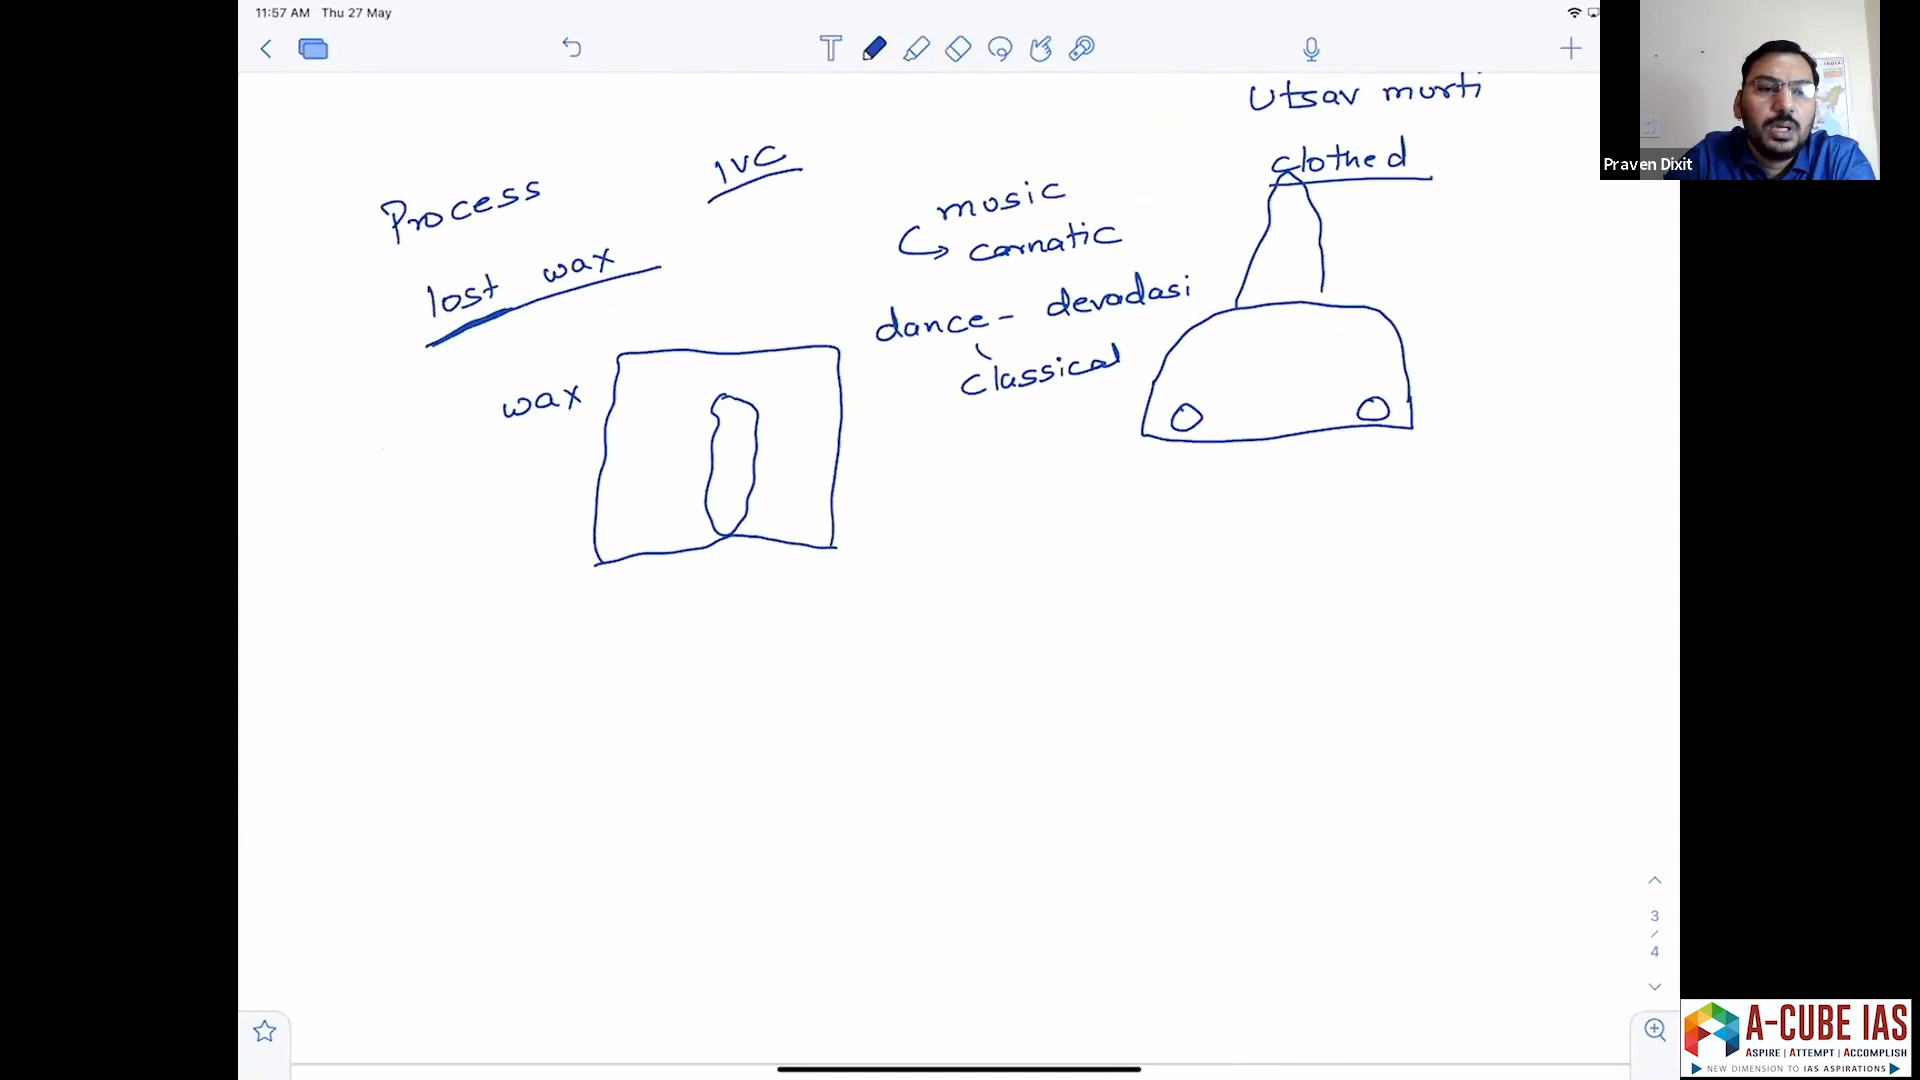 11:57 AM Thu 27 May
T
Utsav murti
clothed
Praven Dixit
INDIA
IVC
Process
music
carnatic
lost wax
dance - devadasi
classical
wax
3
/
4
A-CUBE IAS
ASPIRE | ATTEMPT | ACCOMPLISH
NEW DIMENSION TO IAS ASPIRATIONS